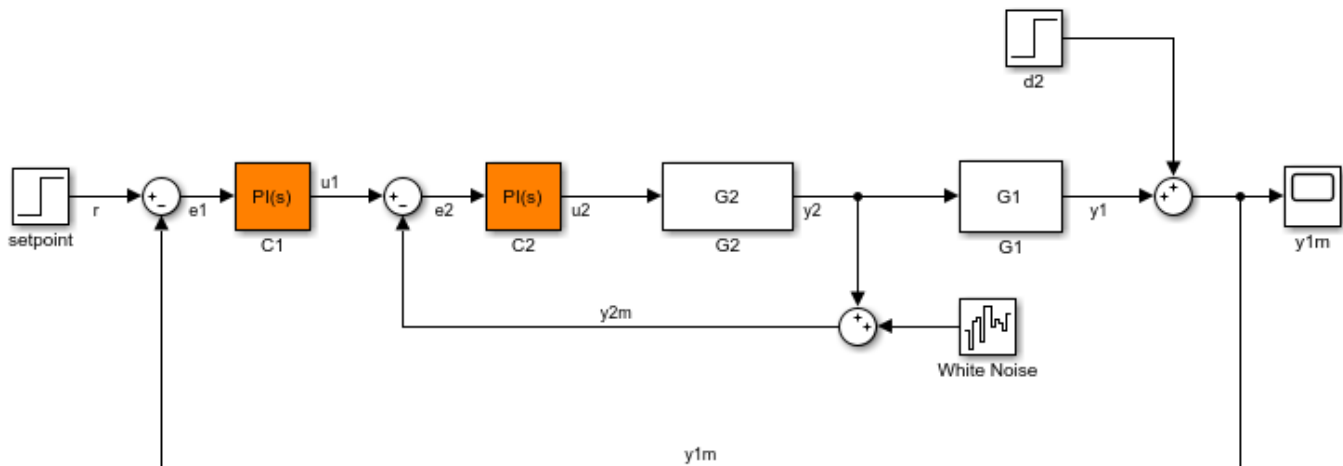 d2
setpoint
+
−
r
e1
PI(s)
C1
u1
+
−
e2
PI(s)
C2
u2
G2
G2
y2
G1
G1
y1
+
+
y1m
y2m
+
+
White Noise
y1m